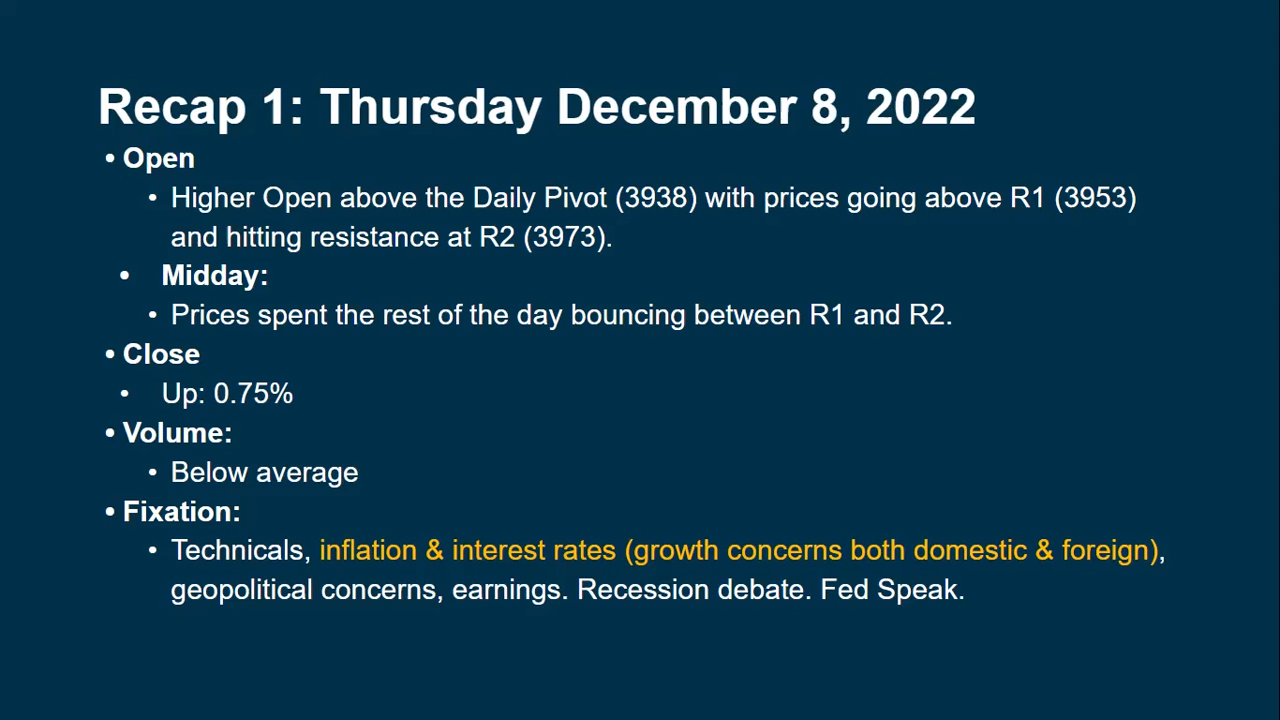 Recap 1: Thursday December 8, 2022
• Open
• Higher Open above the Daily Pivot (3938) with prices going above R1 (3953)
and hitting resistance at R2 (3973).
• Midday:
• Prices spent the rest of the day bouncing between R1 and R2.
• Close
• Up: 0.75%
• Volume:
• Below average
• Fixation:
• Technicals, inflation & interest rates (growth concerns both domestic & foreign),
geopolitical concerns, earnings. Recession debate. Fed Speak.